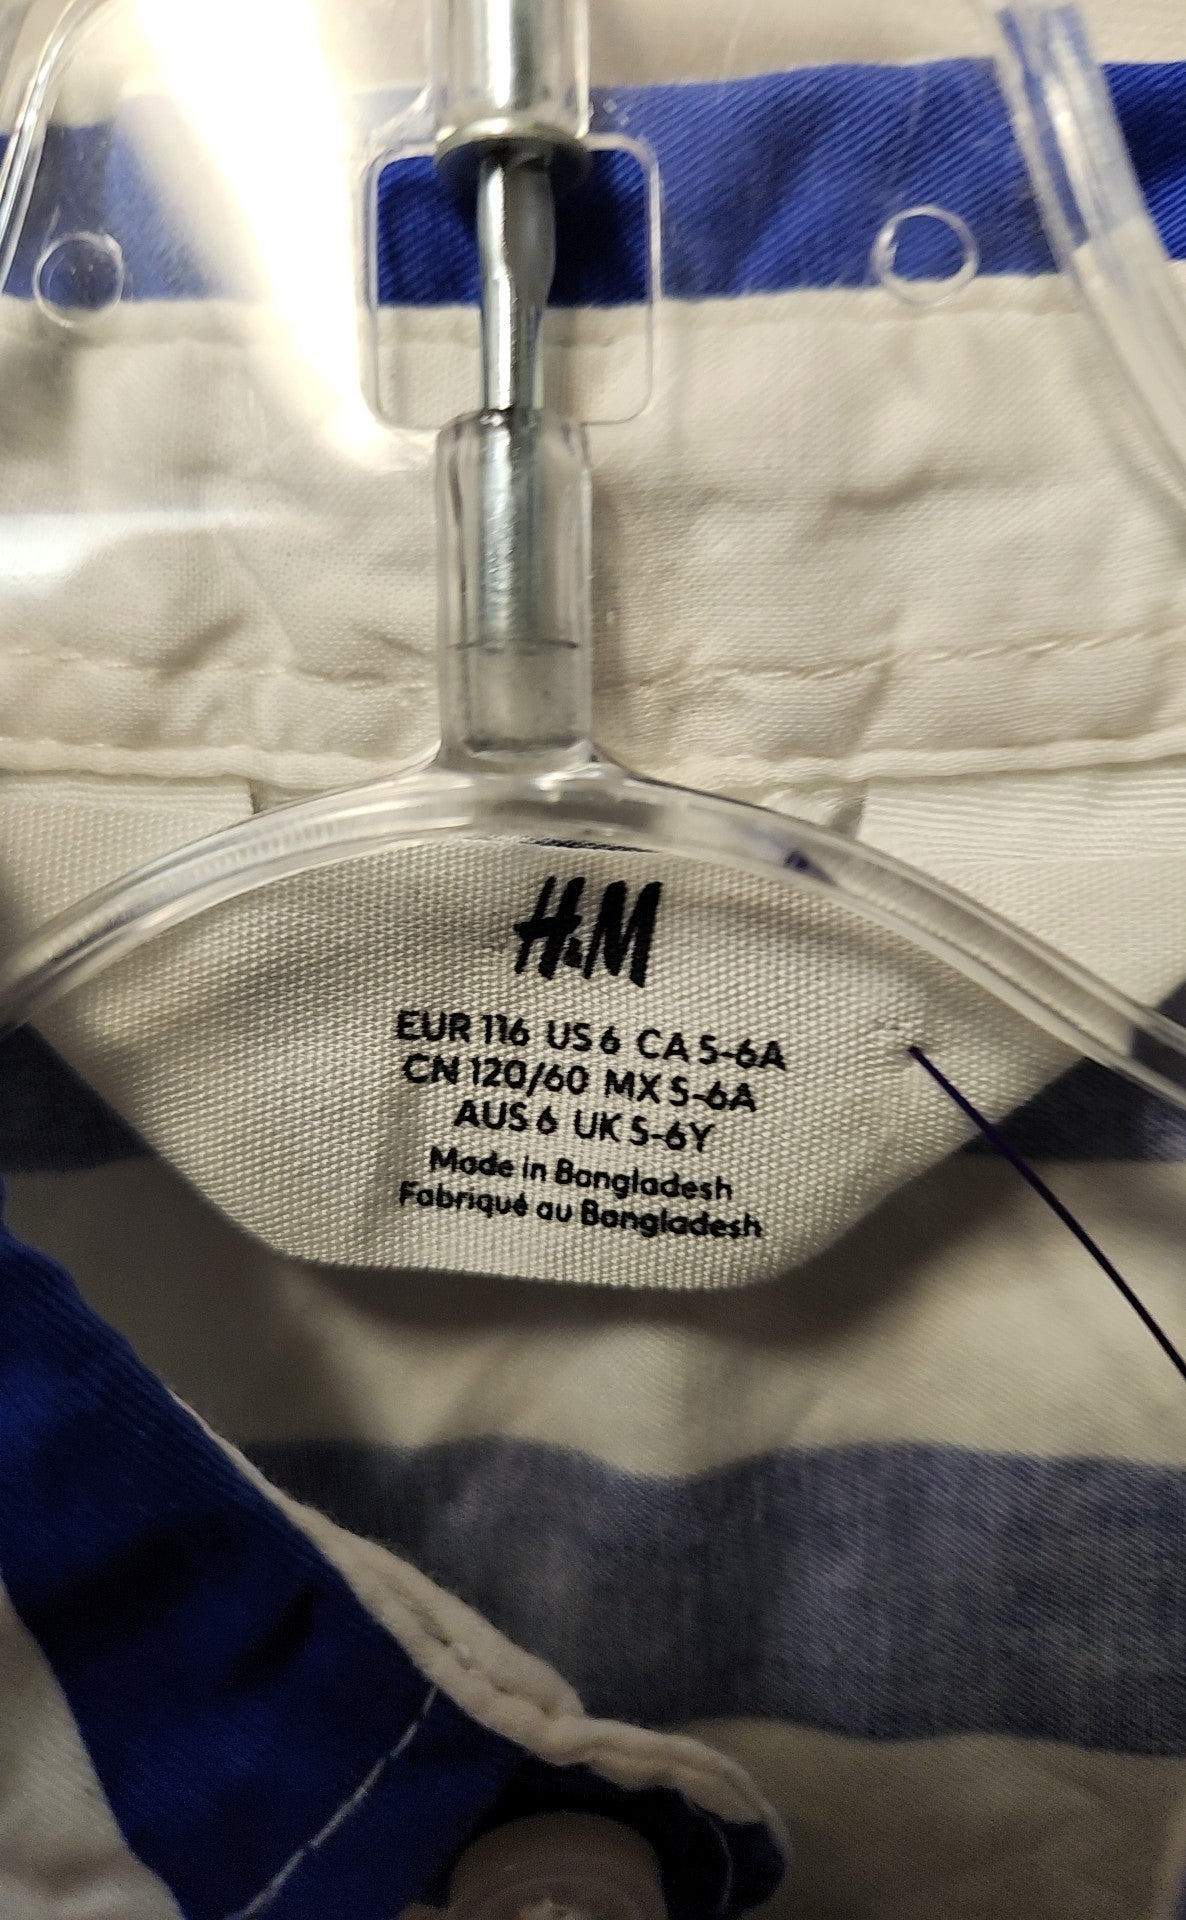 H&M
EUR 116 US 6 CA 5-6A
CN 120/60 MX 5-6A
AUS 6 UK 5-6Y
Made in Bangladesh
Fabriqué au Bangladesh